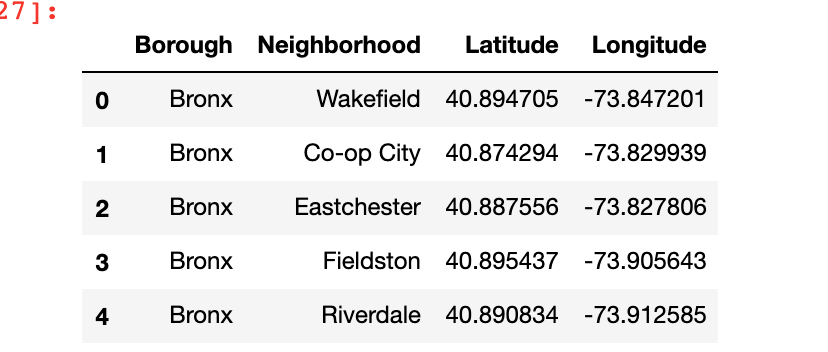 27]:
Borough Neighborhood Latitude Longitude
0 Bronx Wakefield 40.894705 -73.847201
1 Bronx Co-op City 40.874294 -73.829939
2 Bronx Eastchester 40.887556 -73.827806
3 Bronx Fieldston 40.895437 -73.905643
4 Bronx Riverdale 40.890834 -73.912585